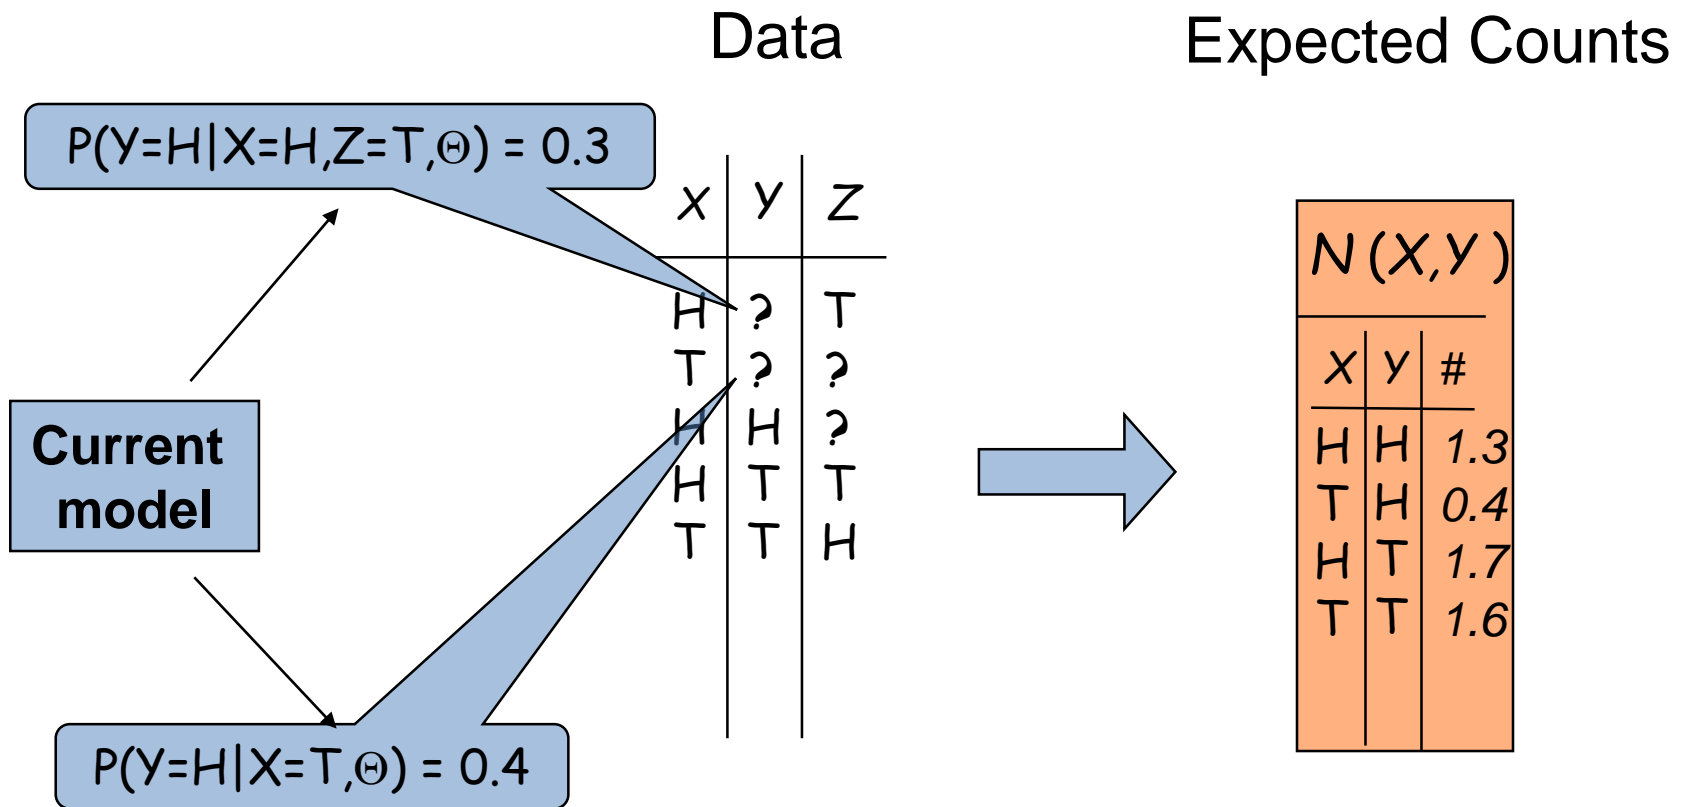 Data
Expected Counts
P(Y=H|X=H,Z=T,Θ) = 0.3
X Y Z
H ? T
T ? ?
H H ?
H T T
T T H
Current
model
P(Y=H|X=T,Θ) = 0.4
N (X,Y )
X Y #
H H 1.3
T H 0.4
H T 1.7
T T 1.6